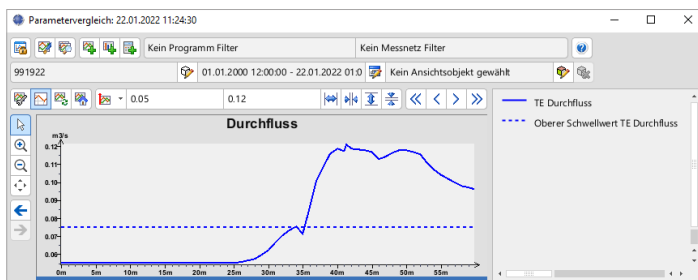 Parametervergleich: 22.01.2022 11:24:30
Kein Programm Filter Kein Messnetz Filter
991922 01.01.2000 12:00:00 - 22.01.2022 01:0 Kein Ansichtsobjekt gewählt
0.05 0.12
TE Durchfluss
Oberer Schwellwert TE Durchfluss
Durchfluss
m3/s
0.12
0.11
0.10
0.09
0.08
0.07
0.06
0m 5m 10m 15m 20m 25m 30m 35m 40m 45m 50m 55m